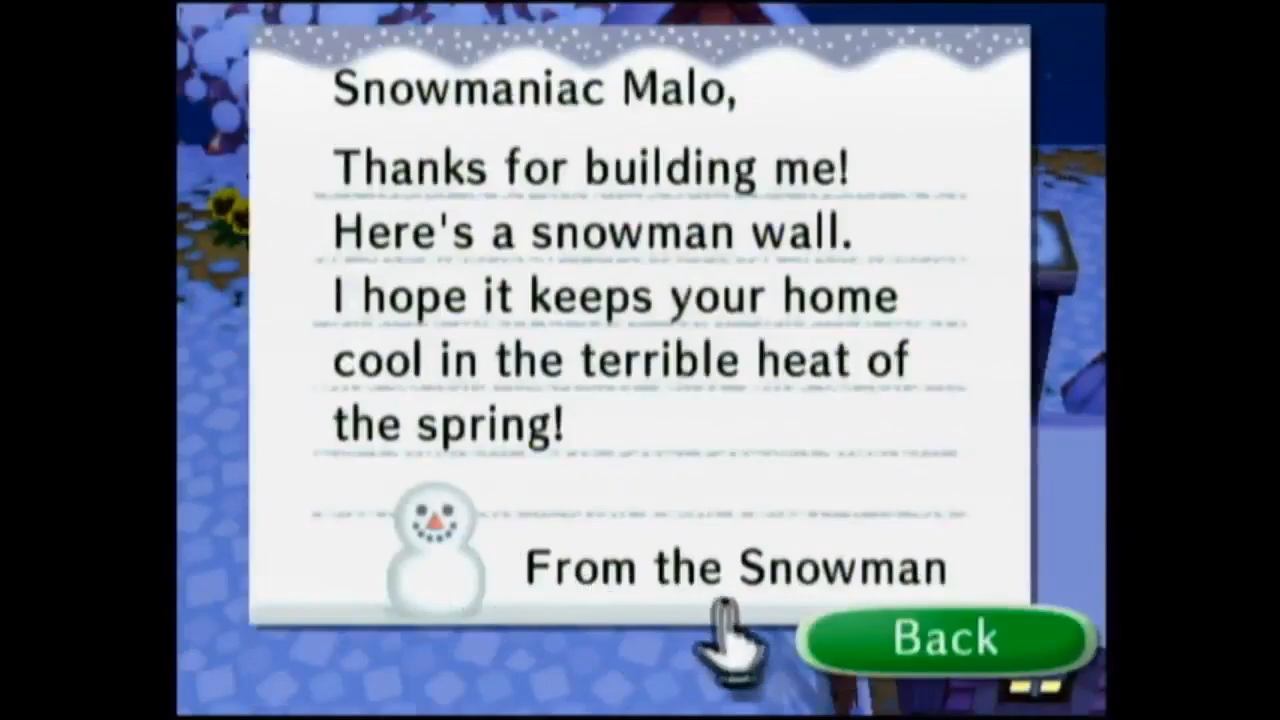 Snowmaniac Malo,
Thanks for building me!
Here's a snowman wall.
I hope it keeps your home
cool in the terrible heat of
the spring!
From the Snowman
Back